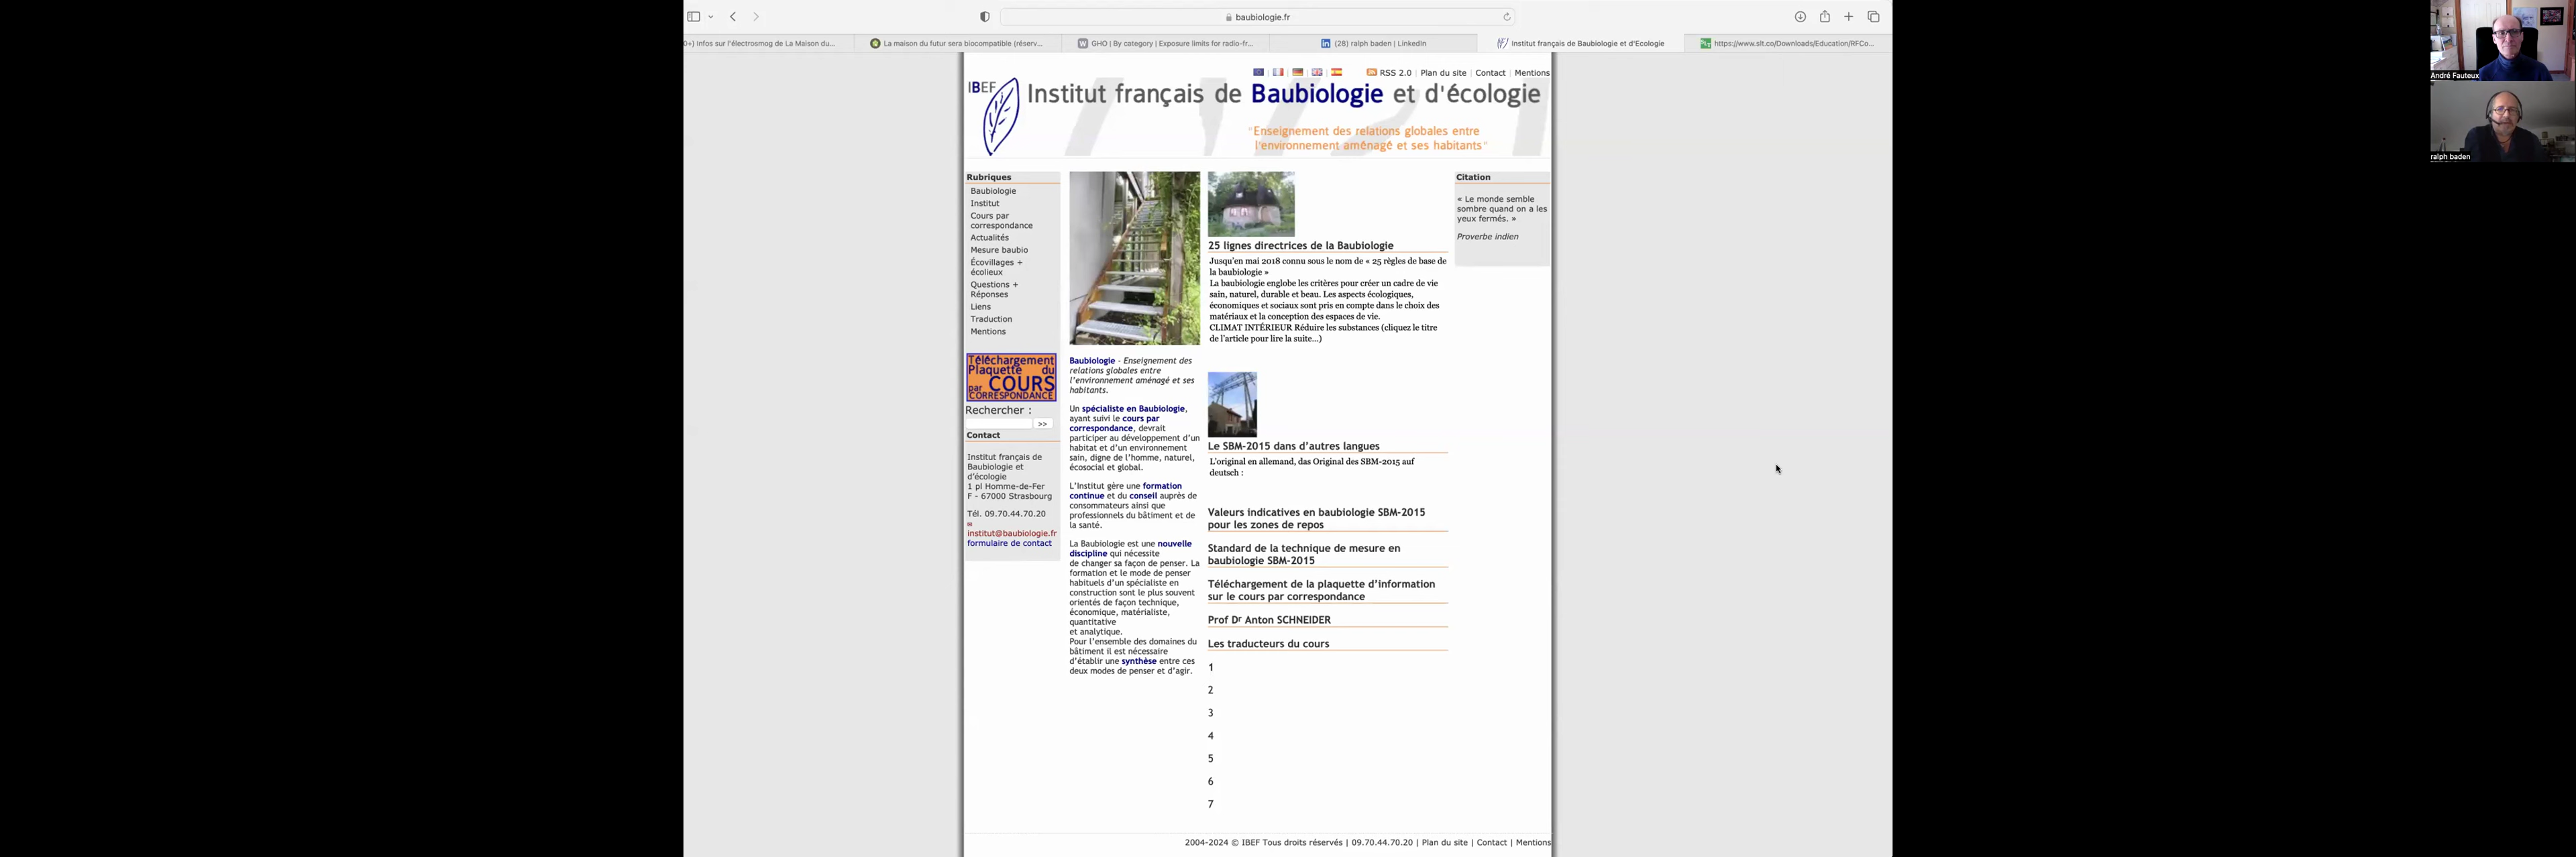 baubiologie.fr
0+) Infos sur l'électrosmog de La Maison du...
La maison du futur sera biocompatible (réserv...
GHO | By category | Exposure limits for radio-fr...
(28) ralph baden | LinkedIn
Institut français de Baubiologie et d'Ecologie
https://www.slt.co/Downloads/Education/RFCo...
André Fauteux
ralph baden
RSS 2.0 | Plan du site | Contact | Mentions
IBEF
Institut français de Baubiologie et d'écologie
"Enseignement des relations globales entre
l'environnement aménagé et ses habitants"
Rubriques
Baubiologie
Institut
Cours par
correspondance
Actualités
Mesure baubio
Écovillages +
écolieux
Questions +
Réponses
Liens
Traduction
Mentions
Téléchargement
Plaquette du
par COURS
CORRESPONDANCE
Rechercher :
>>
Contact
Institut français de
Baubiologie et
d'écologie
1 pl Homme-de-Fer
F - 67000 Strasbourg
Tél. 09.70.44.70.20
institut@baubiologie.fr
formulaire de contact
Baubiologie - Enseignement des
relations globales entre
l'environnement aménagé et ses
habitants.
Un spécialiste en Baubiologie,
ayant suivi le cours par
correspondance, devrait
participer au développement d'un
habitat et d'un environnement
sain, digne de l'homme, naturel,
écosocial et global.
L'Institut gère une formation
continue et du conseil auprès de
consommateurs ainsi que
professionnels du bâtiment et de
la santé.
La Baubiologie est une nouvelle
discipline qui nécessite
de changer sa façon de penser. La
formation et le mode de penser
habituels d'un spécialiste en
construction sont le plus souvent
orientés de façon technique,
économique, matérialiste,
quantitative
et analytique.
Pour l'ensemble des domaines du
bâtiment il est nécessaire
d'établir une synthèse entre ces
deux modes de penser et d'agir.
25 lignes directrices de la Baubiologie
Jusqu'en mai 2018 connu sous le nom de « 25 règles de base de
la baubiologie »
La baubiologie englobe les critères pour créer un cadre de vie
sain, naturel, durable et beau. Les aspects écologiques,
économiques et sociaux sont pris en compte dans le choix des
matériaux et la conception des espaces de vie.
CLIMAT INTÉRIEUR Réduire les substances (cliquez le titre
de l'article pour lire la suite...)
Le SBM-2015 dans d'autres langues
L'original en allemand, das Original des SBM-2015 auf
deutsch :
Valeurs indicatives en baubiologie SBM-2015
pour les zones de repos
Standard de la technique de mesure en
baubiologie SBM-2015
Téléchargement de la plaquette d'information
sur le cours par correspondance
Prof Dr Anton SCHNEIDER
Les traducteurs du cours
1
2
3
4
5
6
7
Citation
« Le monde semble
sombre quand on a les
yeux fermés. »
Proverbe indien
2004-2024 © IBEF Tous droits réservés | 09.70.44.70.20 | Plan du site | Contact | Mentions